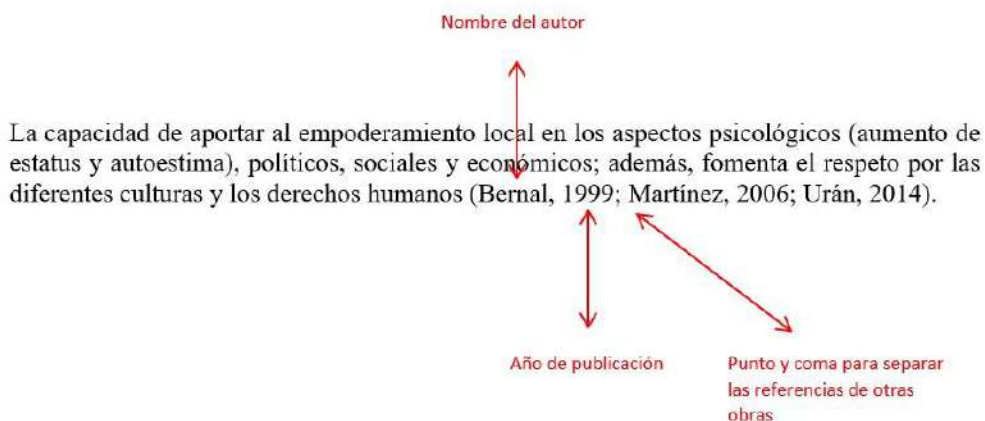 Nombre del autor
La capacidad de aportar al empoderamiento local en los aspectos psicológicos (aumento de
estatus y autoestima), políticos, sociales y económicos; además, fomenta el respeto por las
diferentes culturas y los derechos humanos (Bernal, 1999; Martínez, 2006; Urán, 2014).
Año de publicación
Punto y coma para separar
las referencias de otras
obras